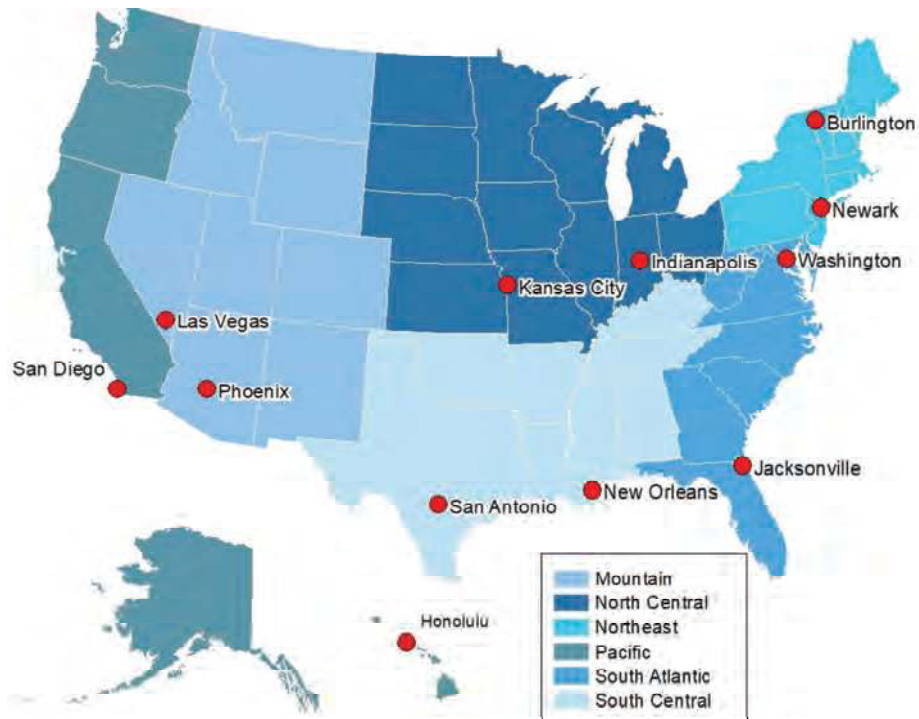 Burlington
Newark
Washington
Indianapolis
Kansas City
Las Vegas
San Diego
Phoenix
Jacksonville
New Orleans
San Antonio
Honolulu
Mountain
North Central
Northeast
Pacific
South Atlantic
South Central